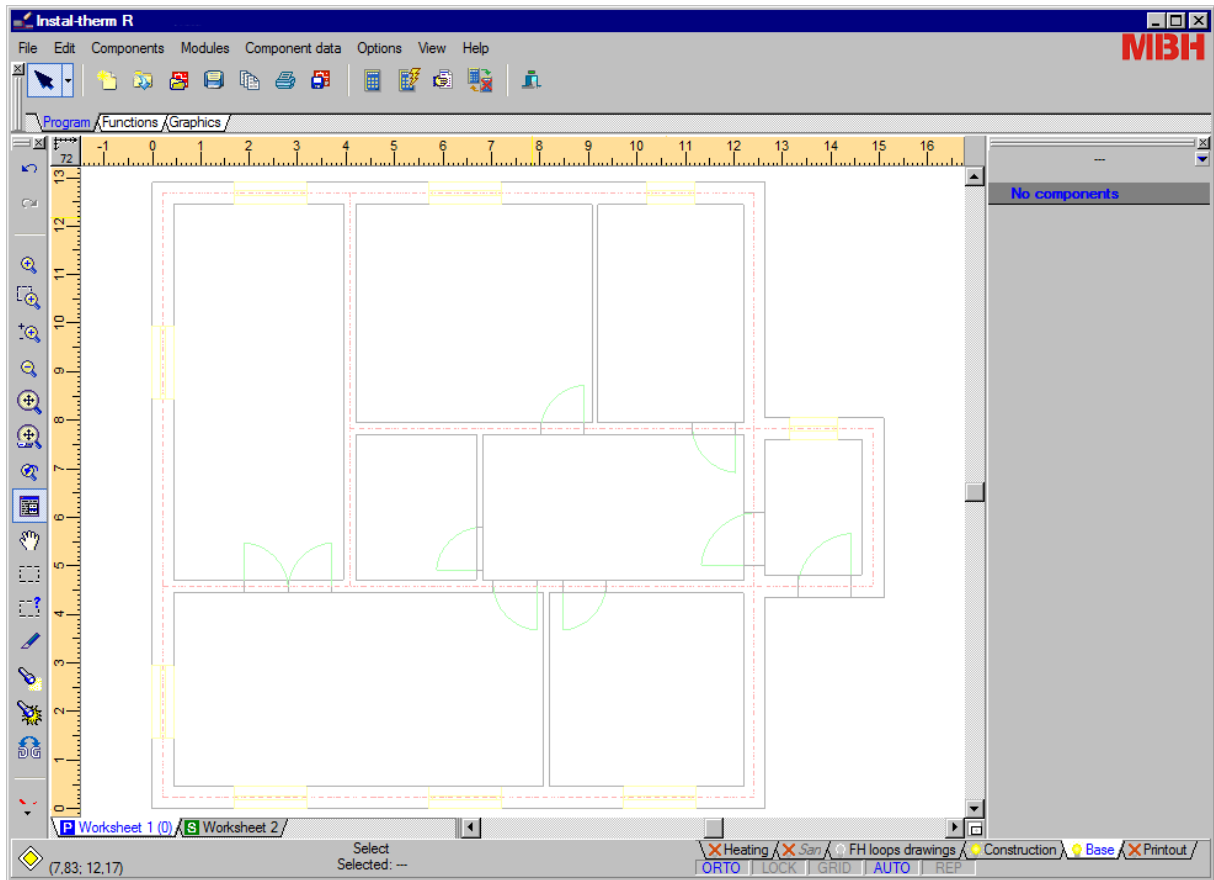 Instal-therm R
File Edit Components Modules Component data Options View Help
MBH
Program Functions Graphics
72 -1 0 1 2 3 4 5 6 7 8 9 10 11 12 13 14 15 16
---
No components
13
12
11
10
9
8
7
6
5
4
3
2
1
0
P Worksheet 1 (0) S Worksheet 2
Select
Selected: ---
(7,83; 12,17)
Heating San FH loops drawings Construction Base Printout
ORTO LOCK GRID AUTO REP